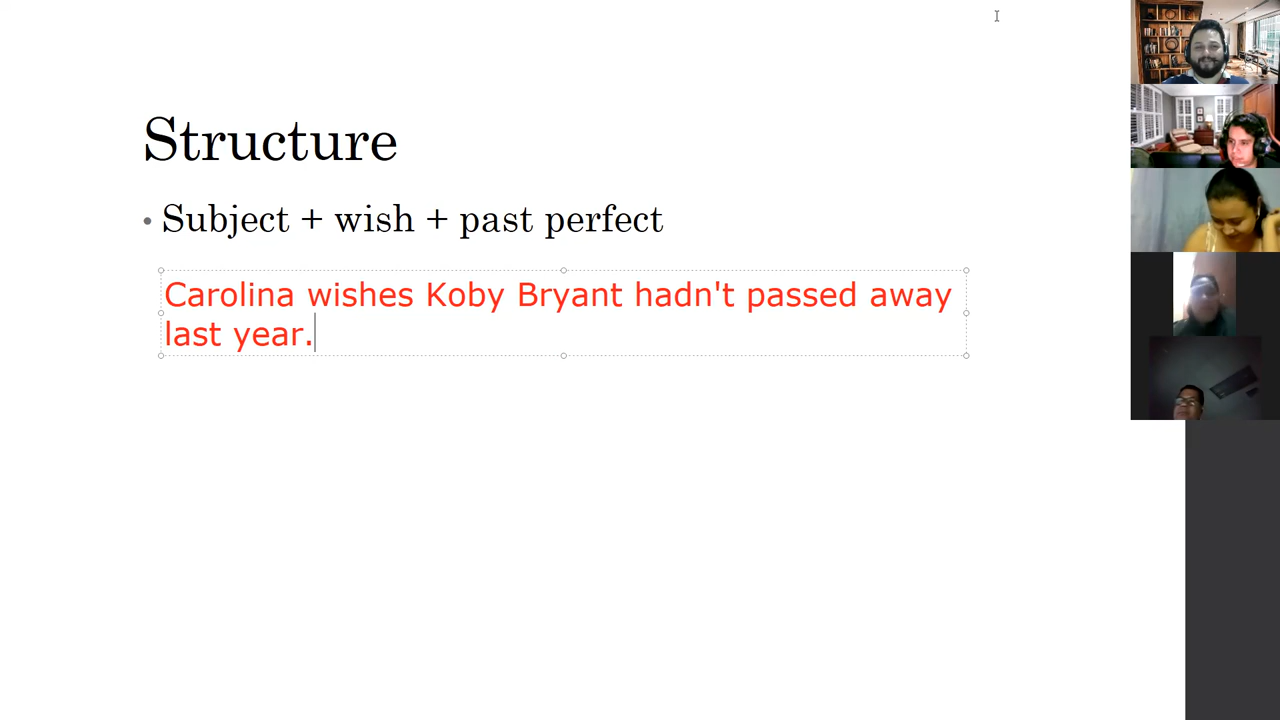 Structure
• Subject + wish + past perfect
Carolina wishes Koby Bryant hadn't passed away
last year.